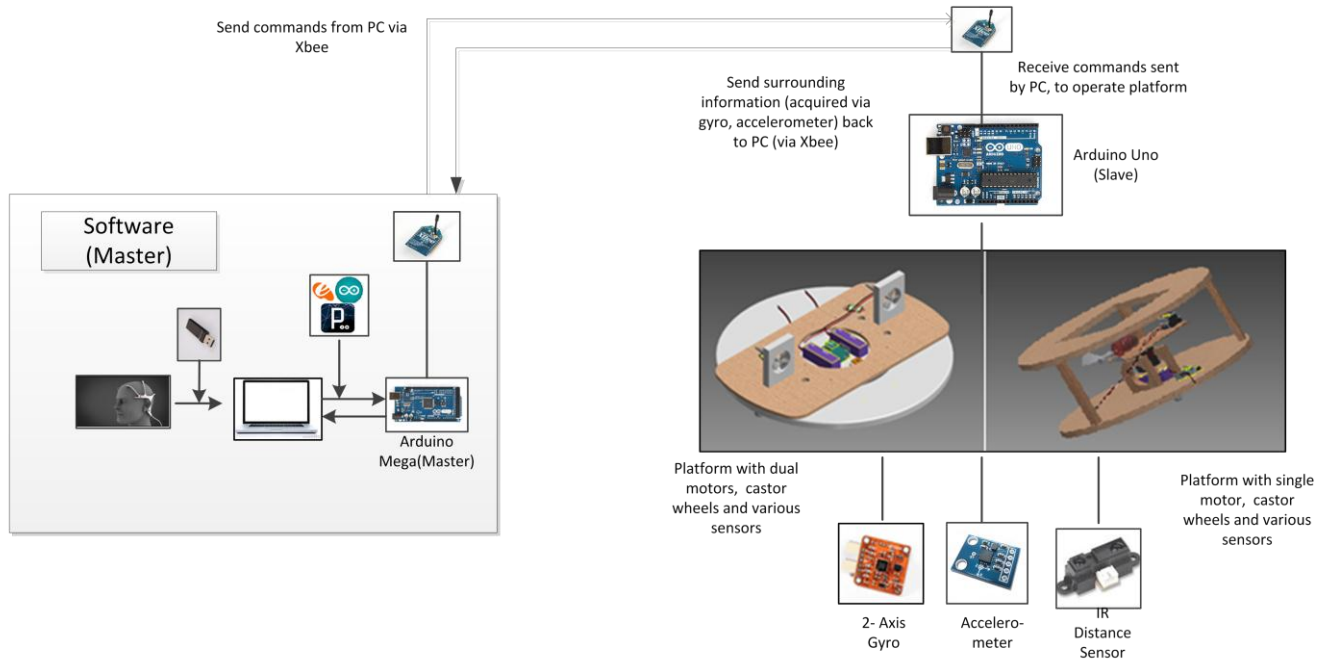 Send commands from PC via
Xbee
Send surrounding
information (acquired via
gyro, accelerometer) back
to PC (via Xbee)
Receive commands sent
by PC, to operate platform
Arduino Uno
(Slave)
Software
(Master)
P
Arduino
Mega(Master)
Platform with dual
motors, castor
wheels and various
sensors
Platform with single
motor, castor
wheels and various
sensors
2- Axis
Gyro
Accelero-
meter
IR
Distance
Sensor